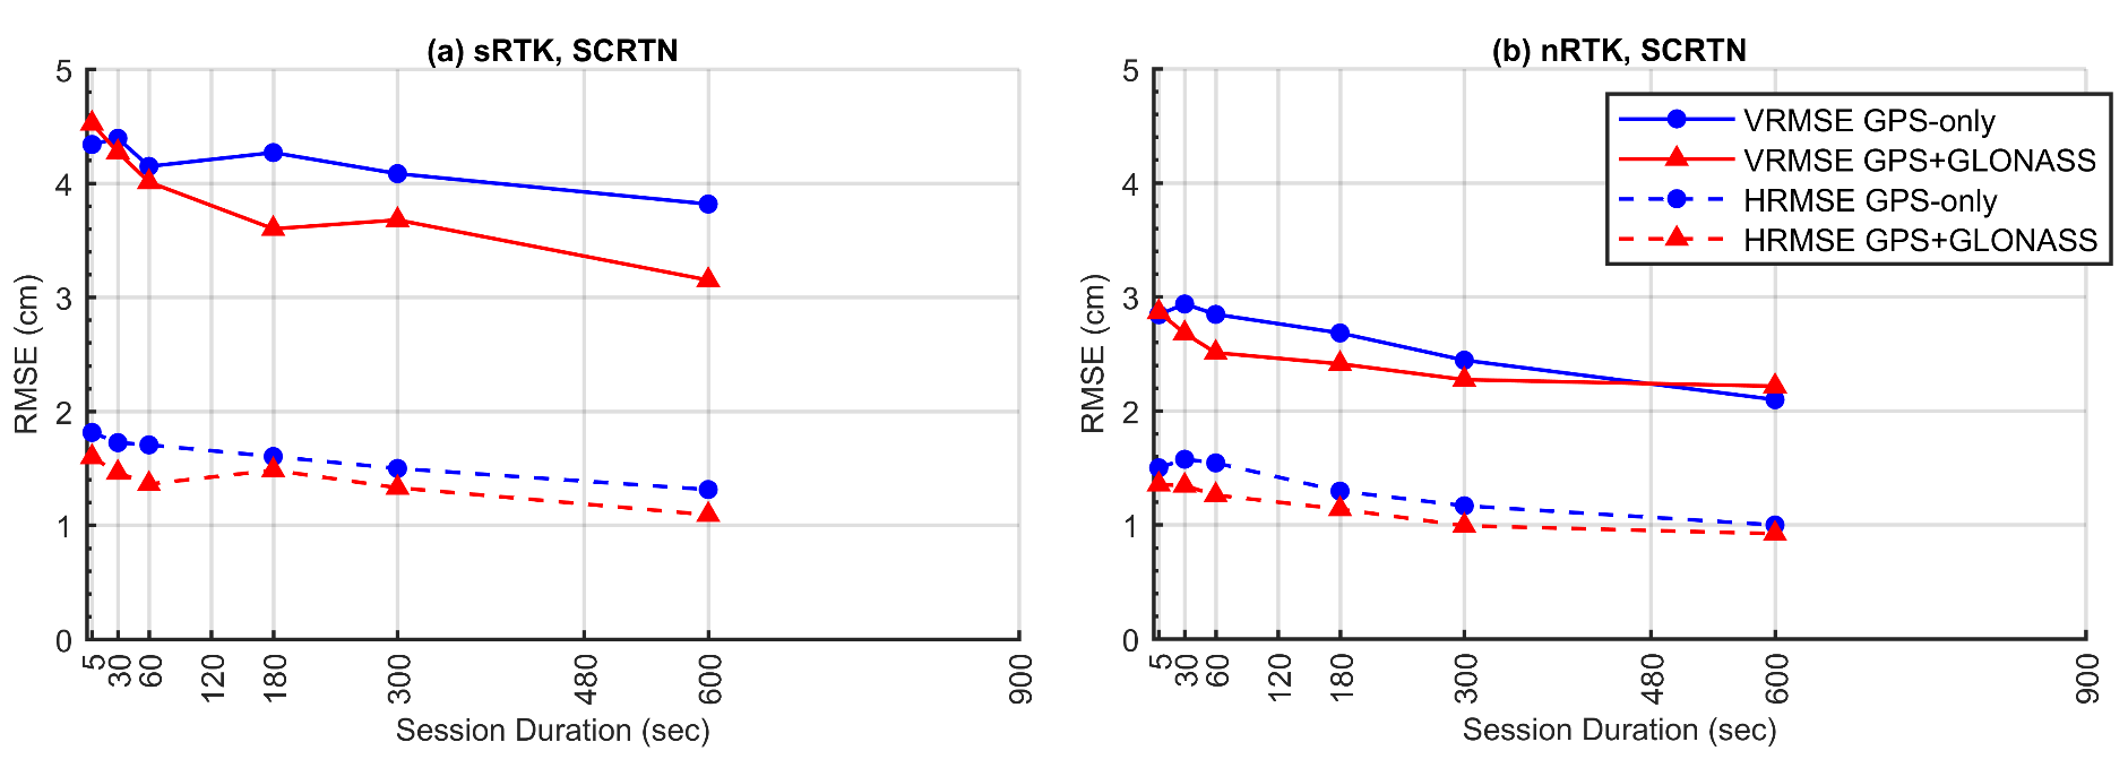 (a) sRTK, SCRTN
RMSE (cm)
5
4
3
2
1
0
5 30 60 120 180 300 480 600 900
Session Duration (sec)
(b) nRTK, SCRTN
RMSE (cm)
5
4
3
2
1
0
VRMSE GPS-only
VRMSE GPS+GLONASS
HRMSE GPS-only
HRMSE GPS+GLONASS
5 30 60 120 180 300 480 600 900
Session Duration (sec)